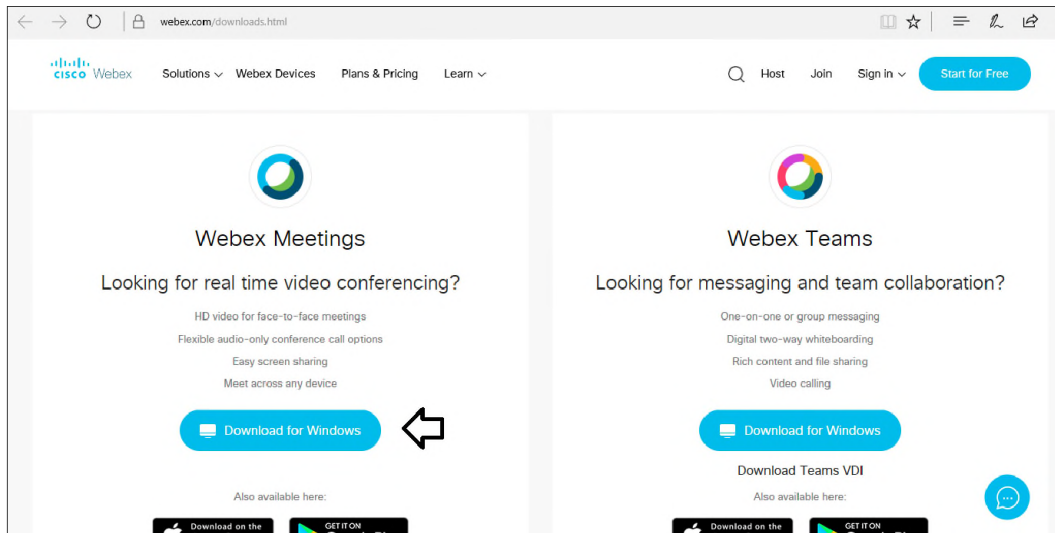 webex.com/downloads.html
CISCO Webex Solutions Webex Devices Plans & Pricing Learn Host Join Sign in Start for Free
Webex Meetings
Looking for real time video conferencing?
HD video for face-to-face meetings
Flexible audio-only conference call options
Easy screen sharing
Meet across any device
Download for Windows
Also available here:
Download on the
GET IT ON
Webex Teams
Looking for messaging and team collaboration?
One-on-one or group messaging
Digital two-way whiteboarding
Rich content and file sharing
Video calling
Download for Windows
Download Teams VDI
Also available here:
Download on the
GET IT ON